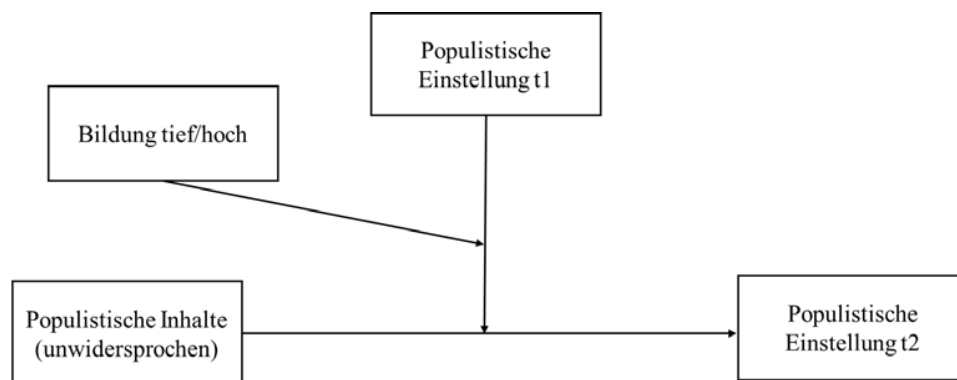 Populistische
Einstellung t1
Bildung tief/hoch
Populistische Inhalte
(unwidersprochen)
Populistische
Einstellung t2